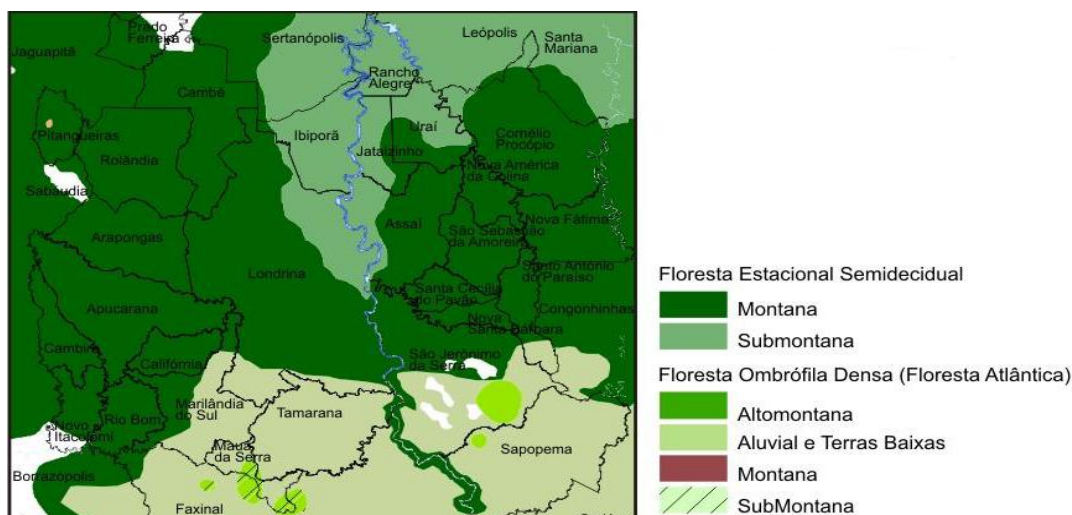 Prado
Ferreira
Jaguapitã
Sertanópolis
Leópolis
Santa
Mariana
Rancho
Alegre
Cambé
Pitangueiras
Rolândia
Ibiporã
Uraí
Jataizinho
Cornélio
Procópio
Nova América
da Colina
Sabáudia
Assaí
Arapongas
São Sebastião
da Amoreira
Nova Fátima
Londrina
Santo Antônio
do Paraíso
Santa Cecília
do Pavão
Apucarana
Congonhinhas
Nova
Santa Bárbara
Cambira
Califórnia
São Jerônimo
da Serra
Novo
Itacolomi
Rio Bom
Marilândia
do Sul
Tamarana
Mauá
da Serra
Sapopema
Borrazópolis
Faxinal
Floresta Estacional Semidecidual
Montana
Submontana
Floresta Ombrófila Densa (Floresta Atlântica)
Altomontana
Aluvial e Terras Baixas
Montana
SubMontana